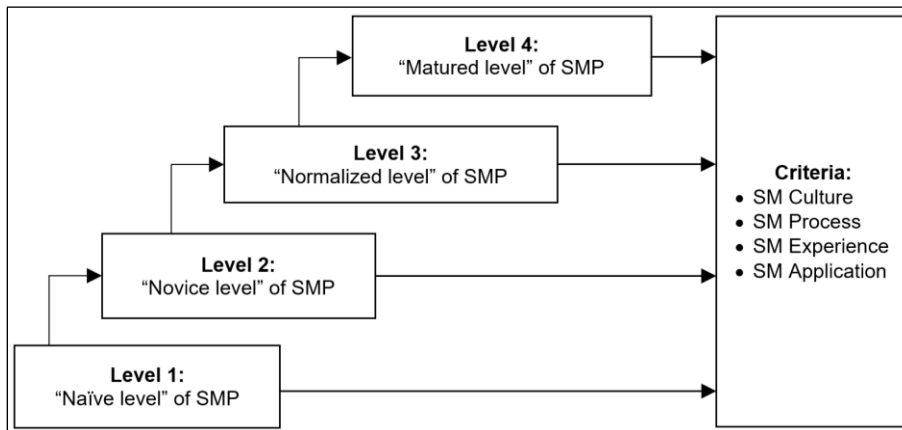 Level 4:
“Matured level” of SMP
Level 3:
“Normalized level” of SMP
Level 2:
“Novice level” of SMP
Level 1:
“Naïve level” of SMP
Criteria:
• SM Culture
• SM Process
• SM Experience
• SM Application